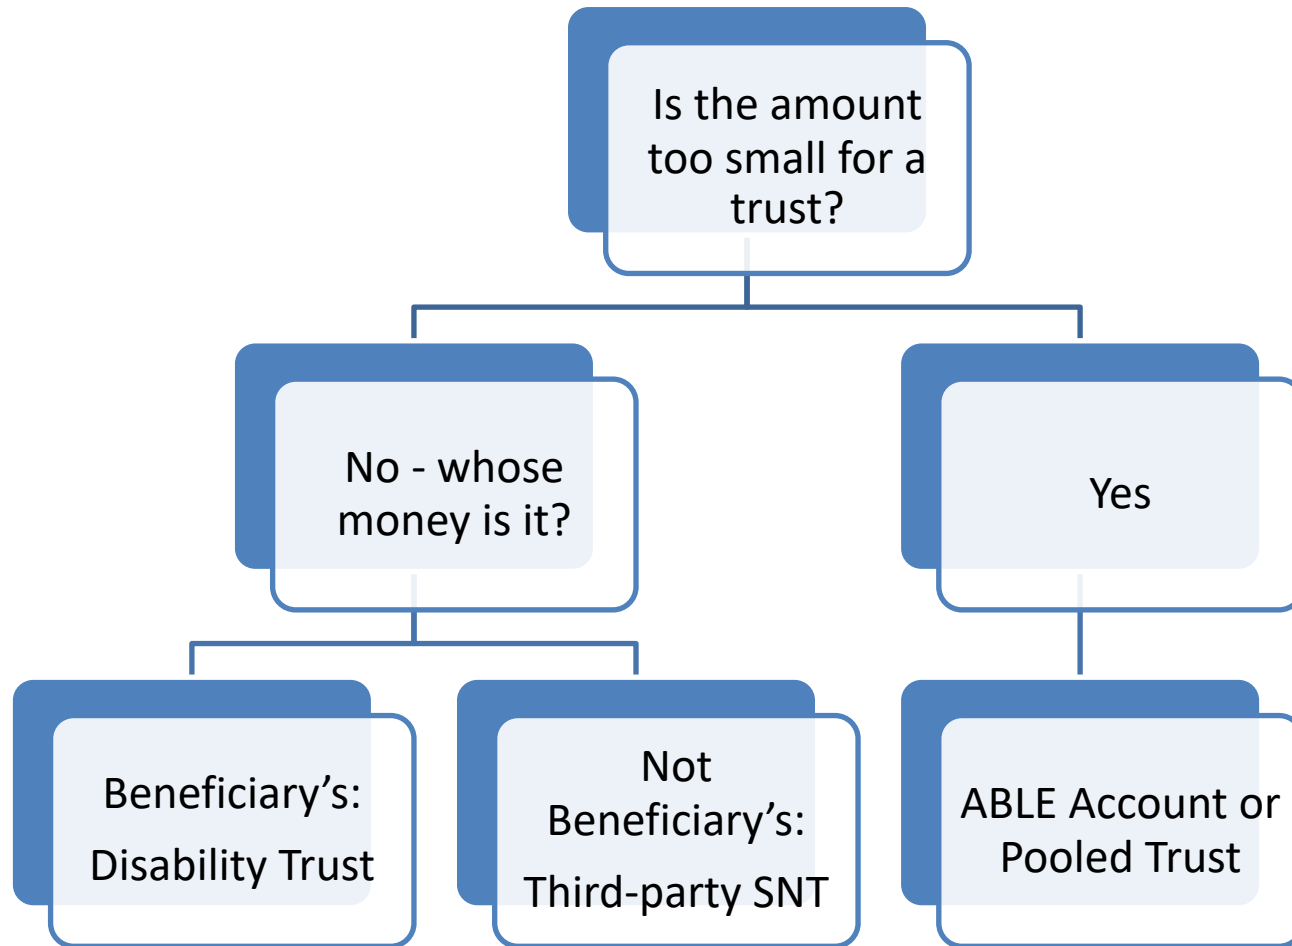 Is the amount
too small for a
trust?
No - whose
money is it?
Yes
Beneficiary’s:
Disability Trust
Not
Beneficiary’s:
Third-party SNT
ABLE Account or
Pooled Trust